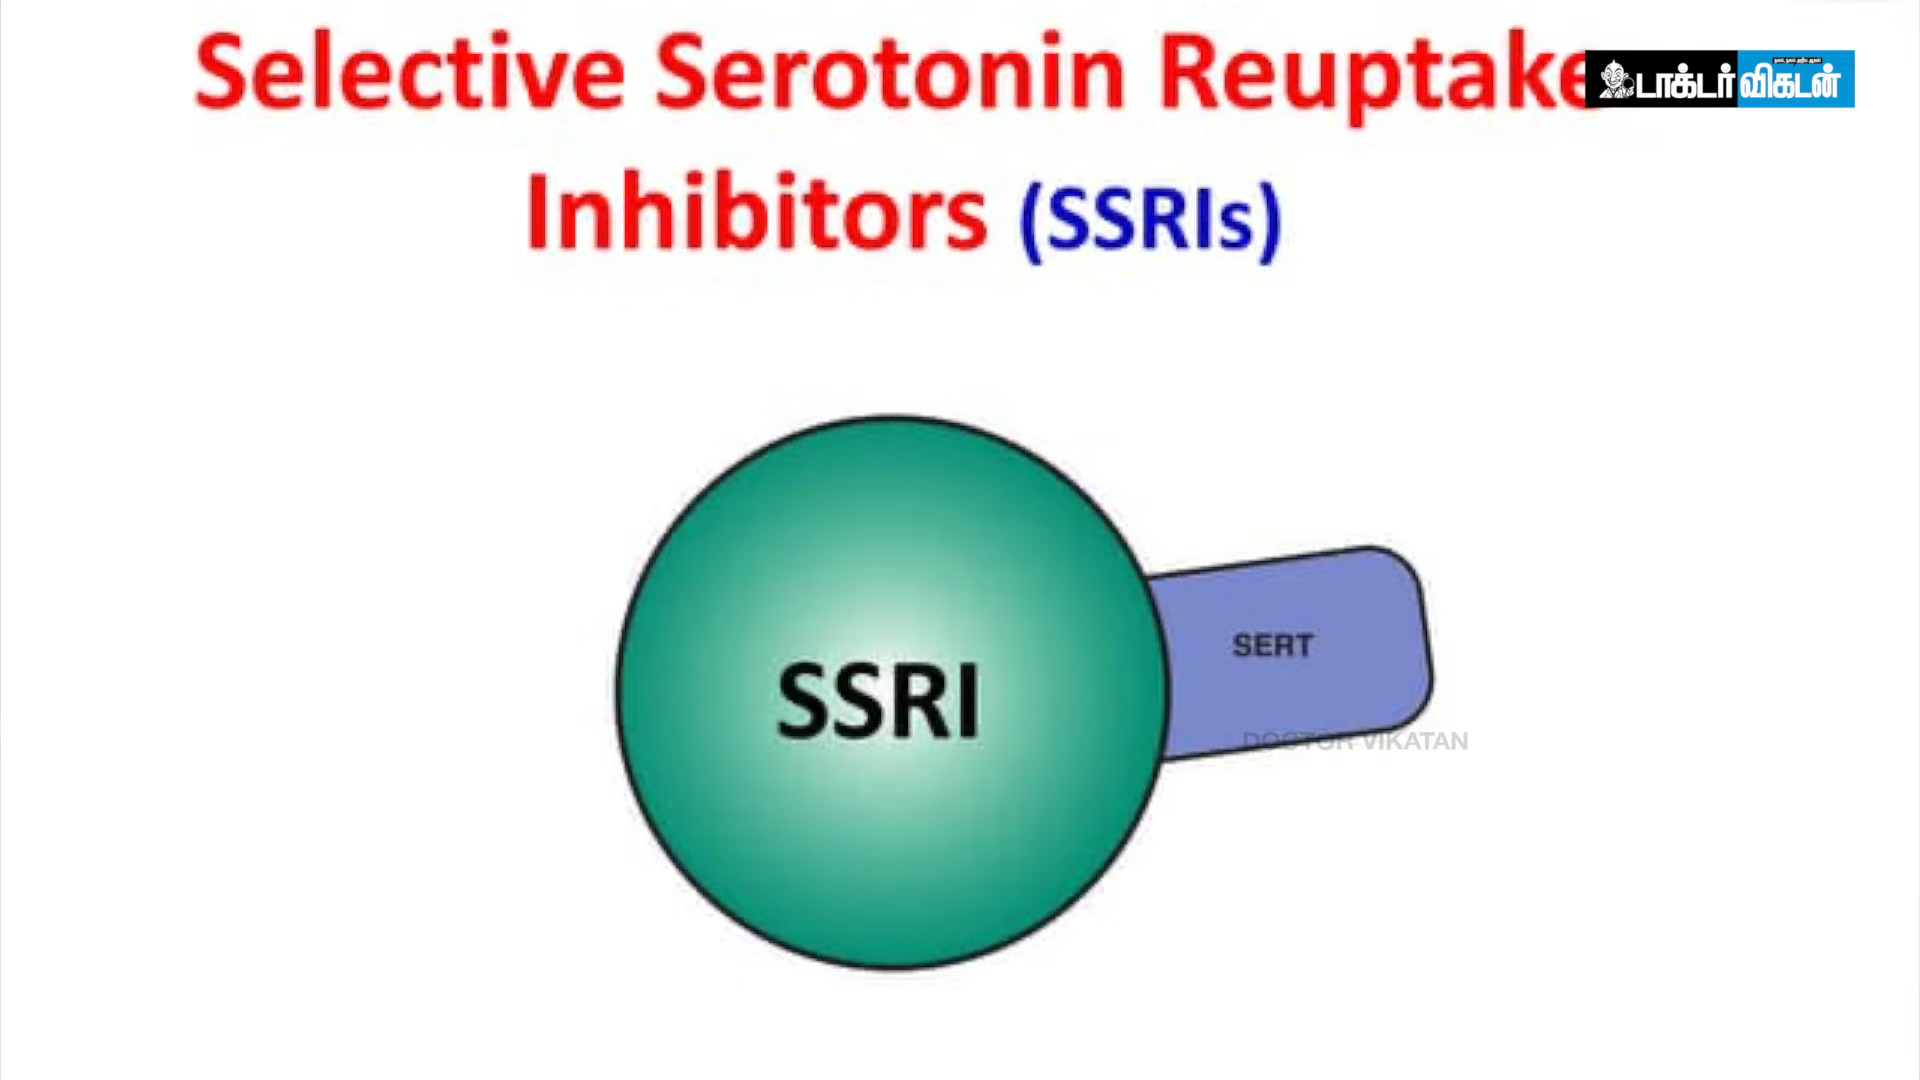 Selective Serotonin Reuptake
Inhibitors (SSRIs)
டாக்டர் விகடன்
SSRI
SERT
DOCTOR VIKATAN